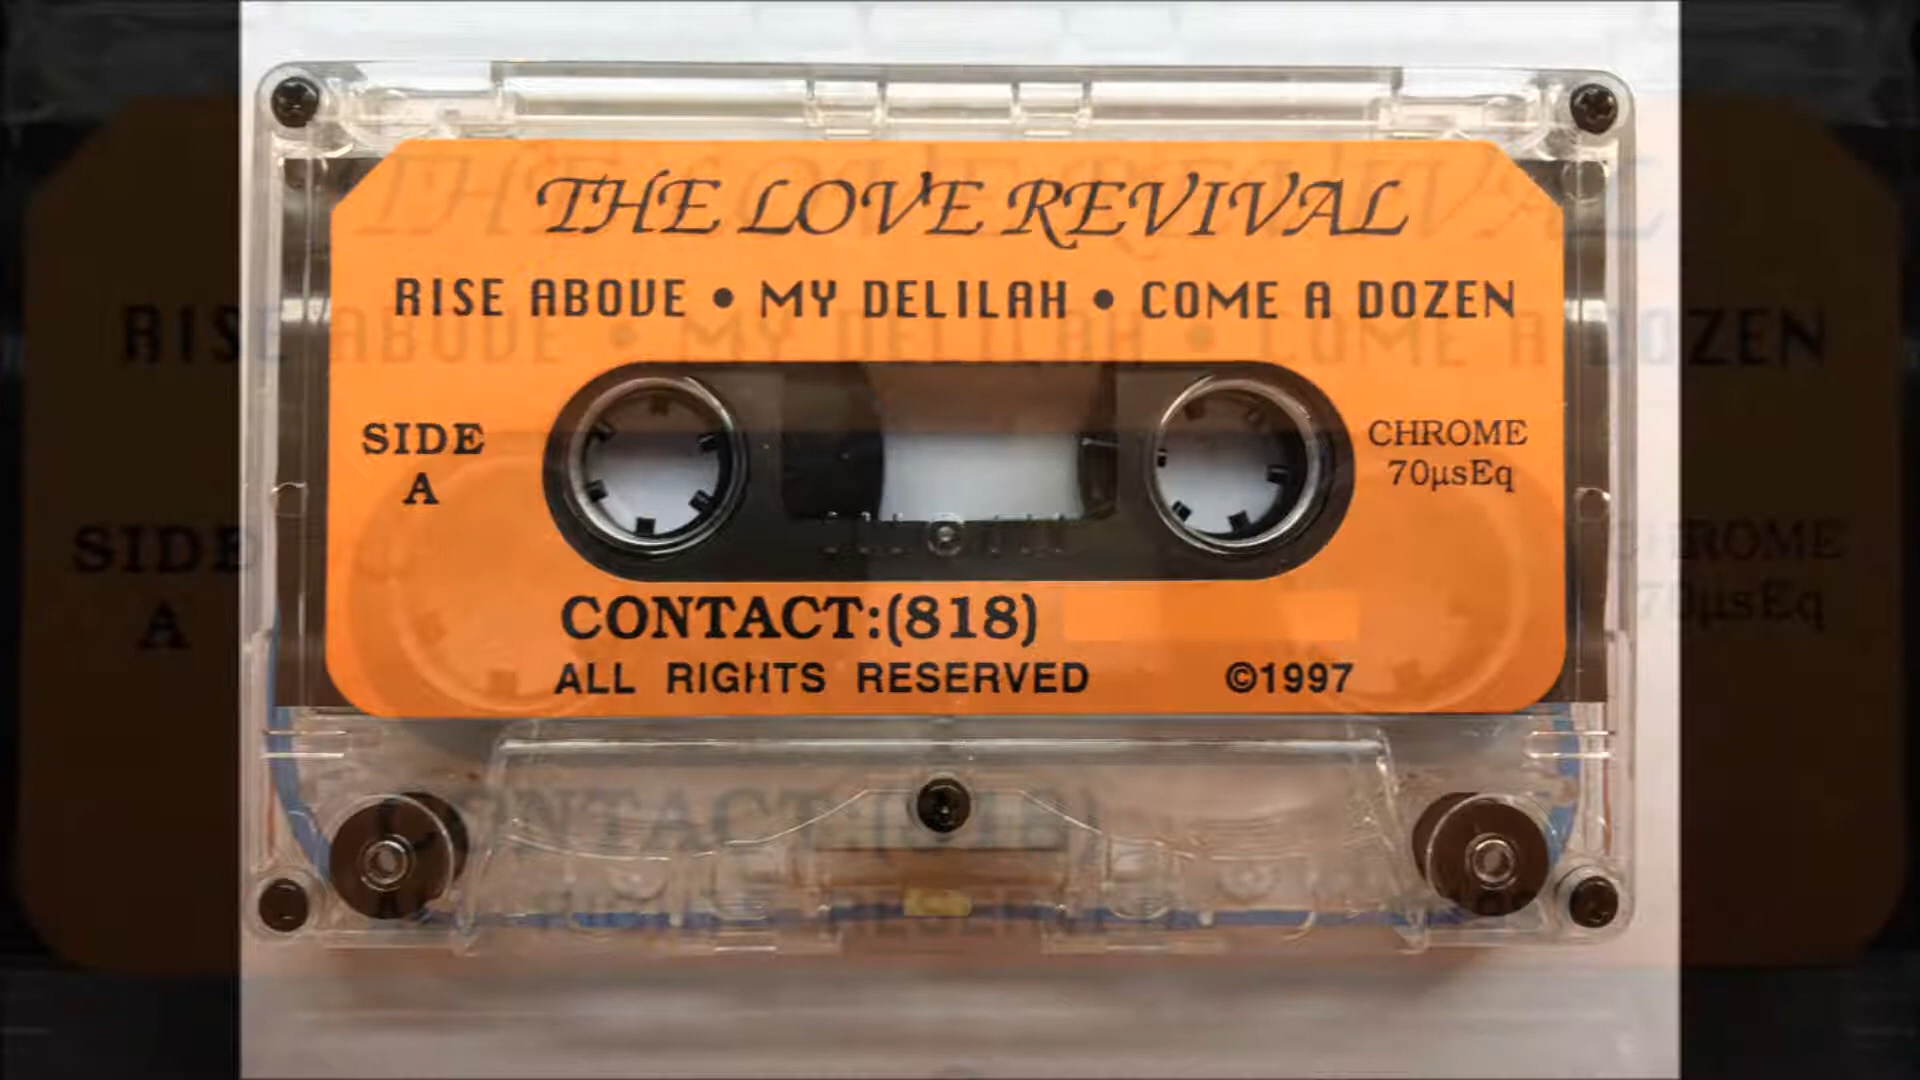 THE LOVE REVIVAL
RISE ABOVE • MY DELILAH • COME A DOZEN
SIDE
A
CHROME
70µsEq
CONTACT:(818)
ALL RIGHTS RESERVED ©1997